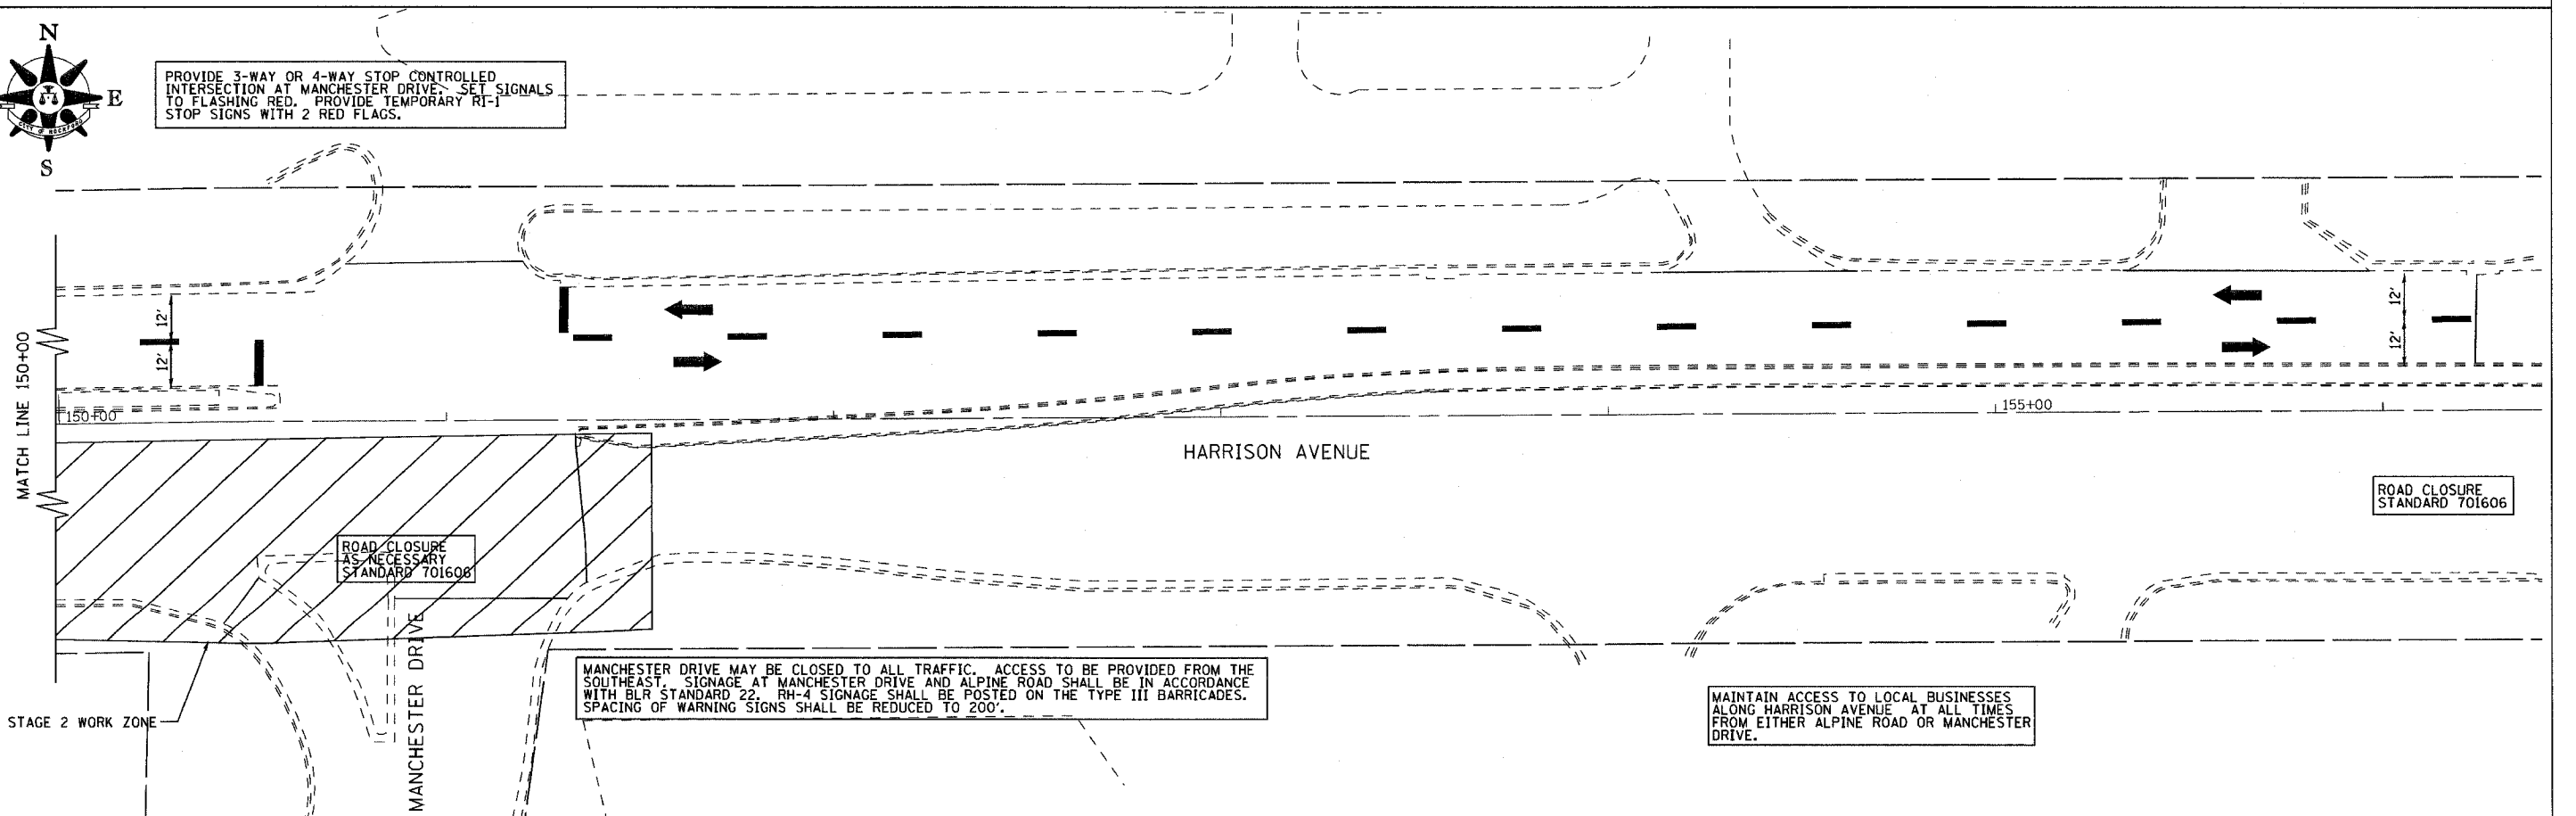 N
E
S
CITY OF ROCKFORD
PROVIDE 3-WAY OR 4-WAY STOP CONTROLLED
INTERSECTION AT MANCHESTER DRIVE. SET SIGNALS
TO FLASHING RED. PROVIDE TEMPORARY R1-1
STOP SIGNS WITH 2 RED FLAGS.
MATCH LINE 150+00
12'
12'
12'
12'
150+00
155+00
HARRISON AVENUE
ROAD CLOSURE
STANDARD 701606
ROAD CLOSURE
AS NECESSARY
STANDARD 701606
MANCHESTER DRIVE
STAGE 2 WORK ZONE
MANCHESTER DRIVE MAY BE CLOSED TO ALL TRAFFIC. ACCESS TO BE PROVIDED FROM THE
SOUTHEAST. SIGNAGE AT MANCHESTER DRIVE AND ALPINE ROAD SHALL BE IN ACCORDANCE
WITH BLR STANDARD 22. RH-4 SIGNAGE SHALL BE POSTED ON THE TYPE III BARRICADES.
SPACING OF WARNING SIGNS SHALL BE REDUCED TO 200'.
MAINTAIN ACCESS TO LOCAL BUSINESSES
ALONG HARRISON AVENUE AT ALL TIMES
FROM EITHER ALPINE ROAD OR MANCHESTER
DRIVE.